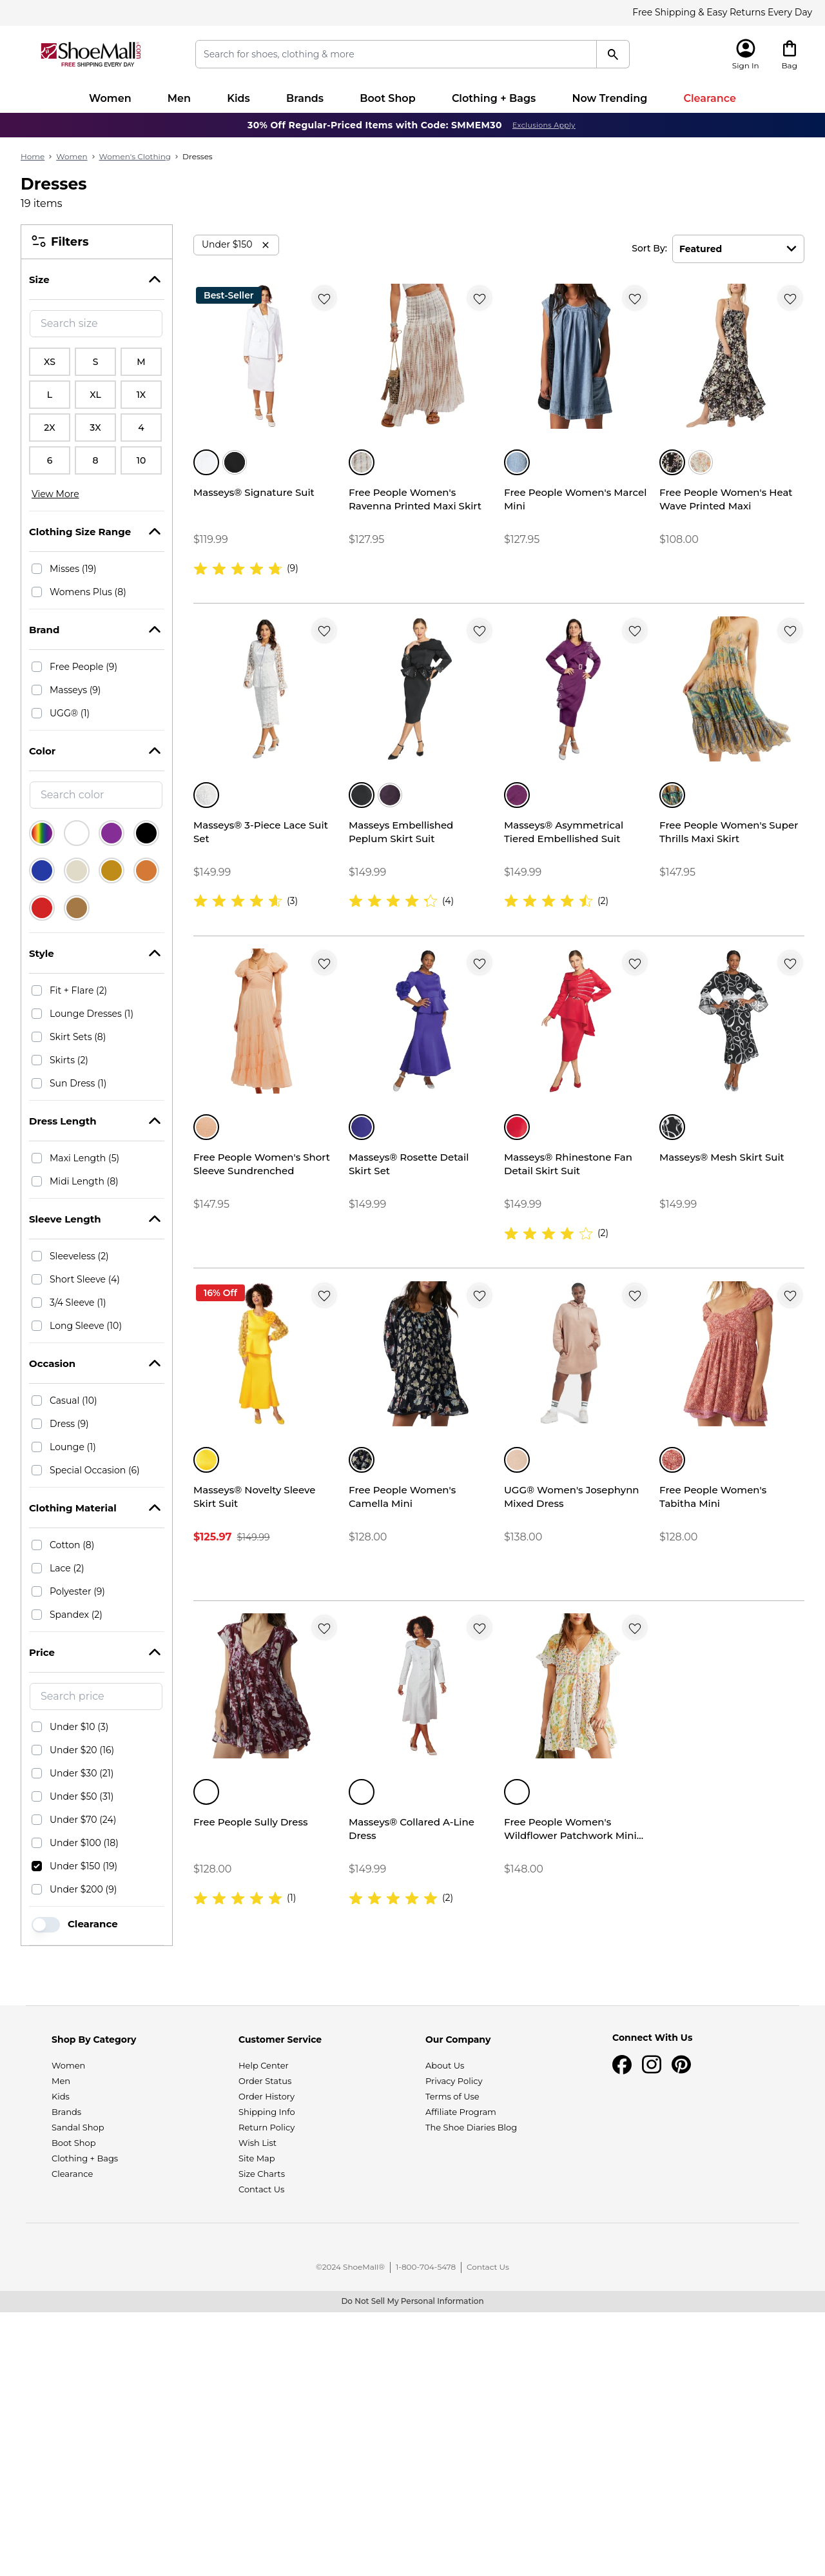 Free Shipping & Easy Returns Every Day
ShoeMall
FREE SHIPPING EVERY DAY
Search for shoes, clothing & more
Sign In
Bag
Women
Men
Kids
Brands
Boot Shop
Clothing + Bags
Now Trending
Clearance
30% Off Regular-Priced Items with Code: SMMEM30 Exclusions Apply
Home > Women > Women's Clothing > Dresses
Dresses
19 items
Filters
Size
Search size
XS S M
L XL 1X
2X 3X 4
6 8 10
View More
Clothing Size Range
Misses (19)
Womens Plus (8)
Brand
Free People (9)
Masseys (9)
UGG® (1)
Color
Search color
Style
Fit + Flare (2)
Lounge Dresses (1)
Skirt Sets (8)
Skirts (2)
Sun Dress (1)
Dress Length
Maxi Length (5)
Midi Length (8)
Sleeve Length
Sleeveless (2)
Short Sleeve (4)
3/4 Sleeve (1)
Long Sleeve (10)
Occasion
Casual (10)
Dress (9)
Lounge (1)
Special Occasion (6)
Clothing Material
Cotton (8)
Lace (2)
Polyester (9)
Spandex (2)
Price
Search price
Under $10 (3)
Under $20 (16)
Under $30 (21)
Under $50 (31)
Under $70 (24)
Under $100 (18)
Under $150 (19)
Under $200 (9)
Clearance
Under $150
Sort By:
Featured
Best-Seller
Masseys® Signature Suit
$119.99
(9)
Free People Women's
Ravenna Printed Maxi Skirt
$127.95
Free People Women's Marcel
Mini
$127.95
Free People Women's Heat
Wave Printed Maxi
$108.00
Masseys® 3-Piece Lace Suit
Set
$149.99
(3)
Masseys Embellished
Peplum Skirt Suit
$149.99
(4)
Masseys® Asymmetrical
Tiered Embellished Suit
$149.99
(2)
Free People Women's Super
Thrills Maxi Skirt
$147.95
Free People Women's Short
Sleeve Sundrenched
$147.95
Masseys® Rosette Detail
Skirt Set
$149.99
Masseys® Rhinestone Fan
Detail Skirt Suit
$149.99
(2)
Masseys® Mesh Skirt Suit
$149.99
16% Off
Masseys® Novelty Sleeve
Skirt Suit
$125.97 $149.99
Free People Women's
Camella Mini
$128.00
UGG® Women's Josephynn
Mixed Dress
$138.00
Free People Women's
Tabitha Mini
$128.00
Free People Sully Dress
$128.00
(1)
Masseys® Collared A-Line
Dress
$149.99
(2)
Free People Women's
Wildflower Patchwork Mini...
$148.00
Shop By Category
Women
Men
Kids
Brands
Sandal Shop
Boot Shop
Clothing + Bags
Clearance
Customer Service
Help Center
Order Status
Order History
Shipping Info
Return Policy
Wish List
Site Map
Size Charts
Contact Us
Our Company
About Us
Privacy Policy
Terms of Use
Affiliate Program
The Shoe Diaries Blog
Connect With Us
©2024 ShoeMall® | 1-800-704-5478 | Contact Us
Do Not Sell My Personal Information